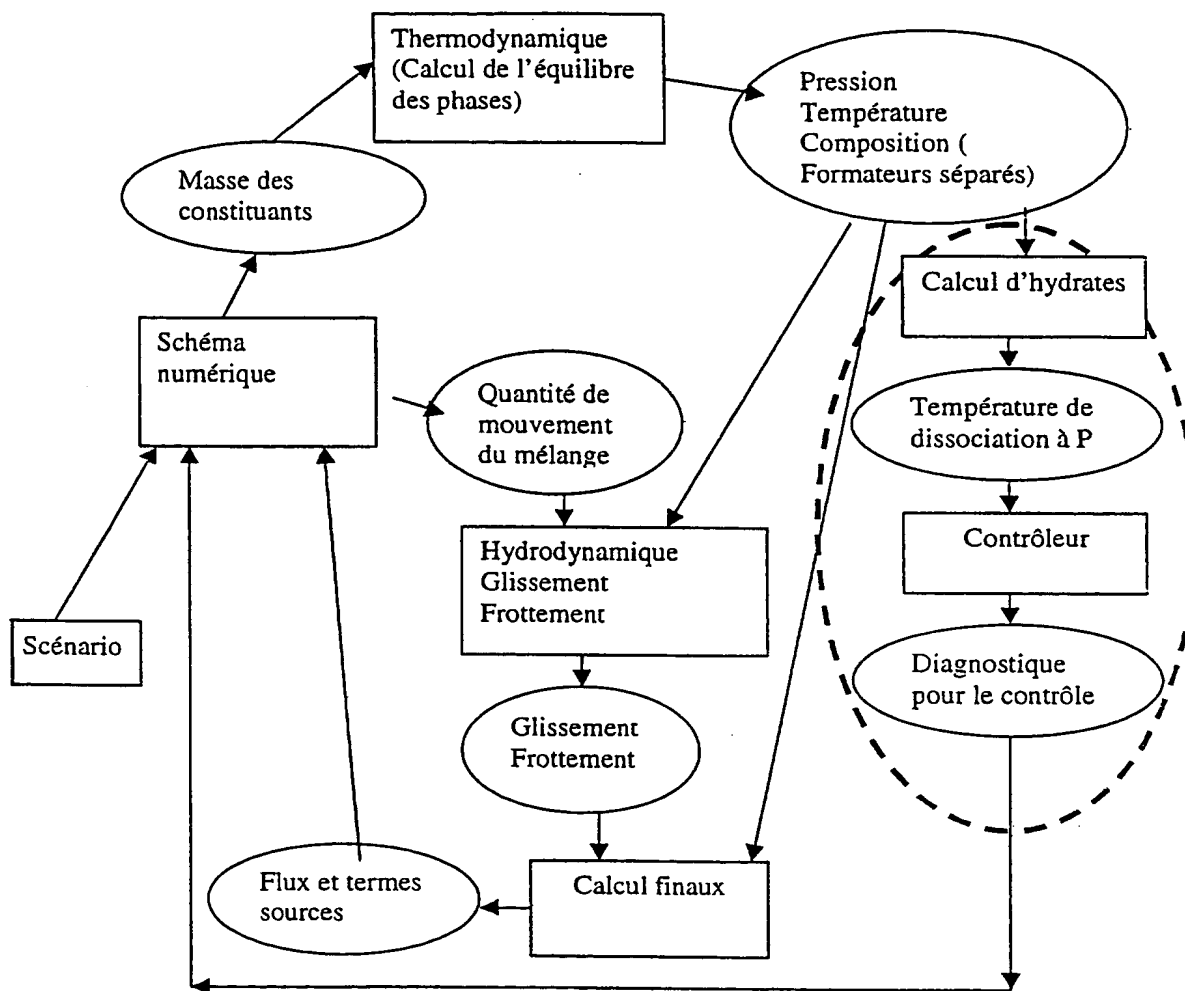 Thermodynamique
(Calcul de l'équilibre
des phases)
Pression
Température
Composition (
Formateurs séparés)
Masse des
constituants
Calcul d'hydrates
Schéma
numérique
Quantité de
mouvement
du mélange
Température de
dissociation à P
Hydrodynamique
Glissement
Frottement
Contrôleur
Scénario
Diagnostique
pour le contrôle
Glissement
Frottement
Flux et termes
sources
Calcul finaux